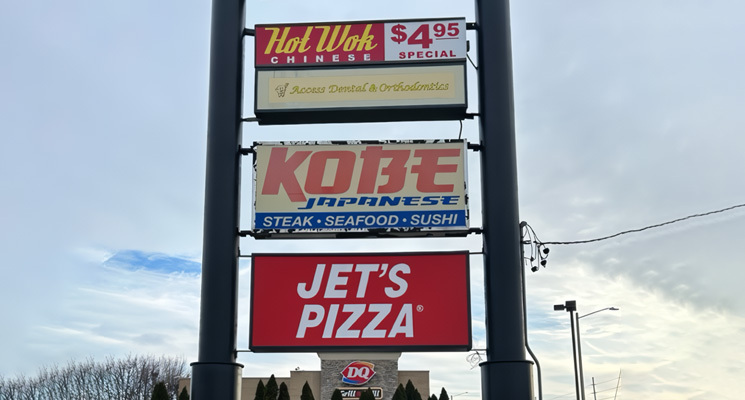 Hot Wok
CHINESE
$4.95
SPECIAL
Access Dental & Orthodontics
KOBE
JAPANESE
STEAK • SEAFOOD • SUSHI
JET'S
PIZZA®
DQ